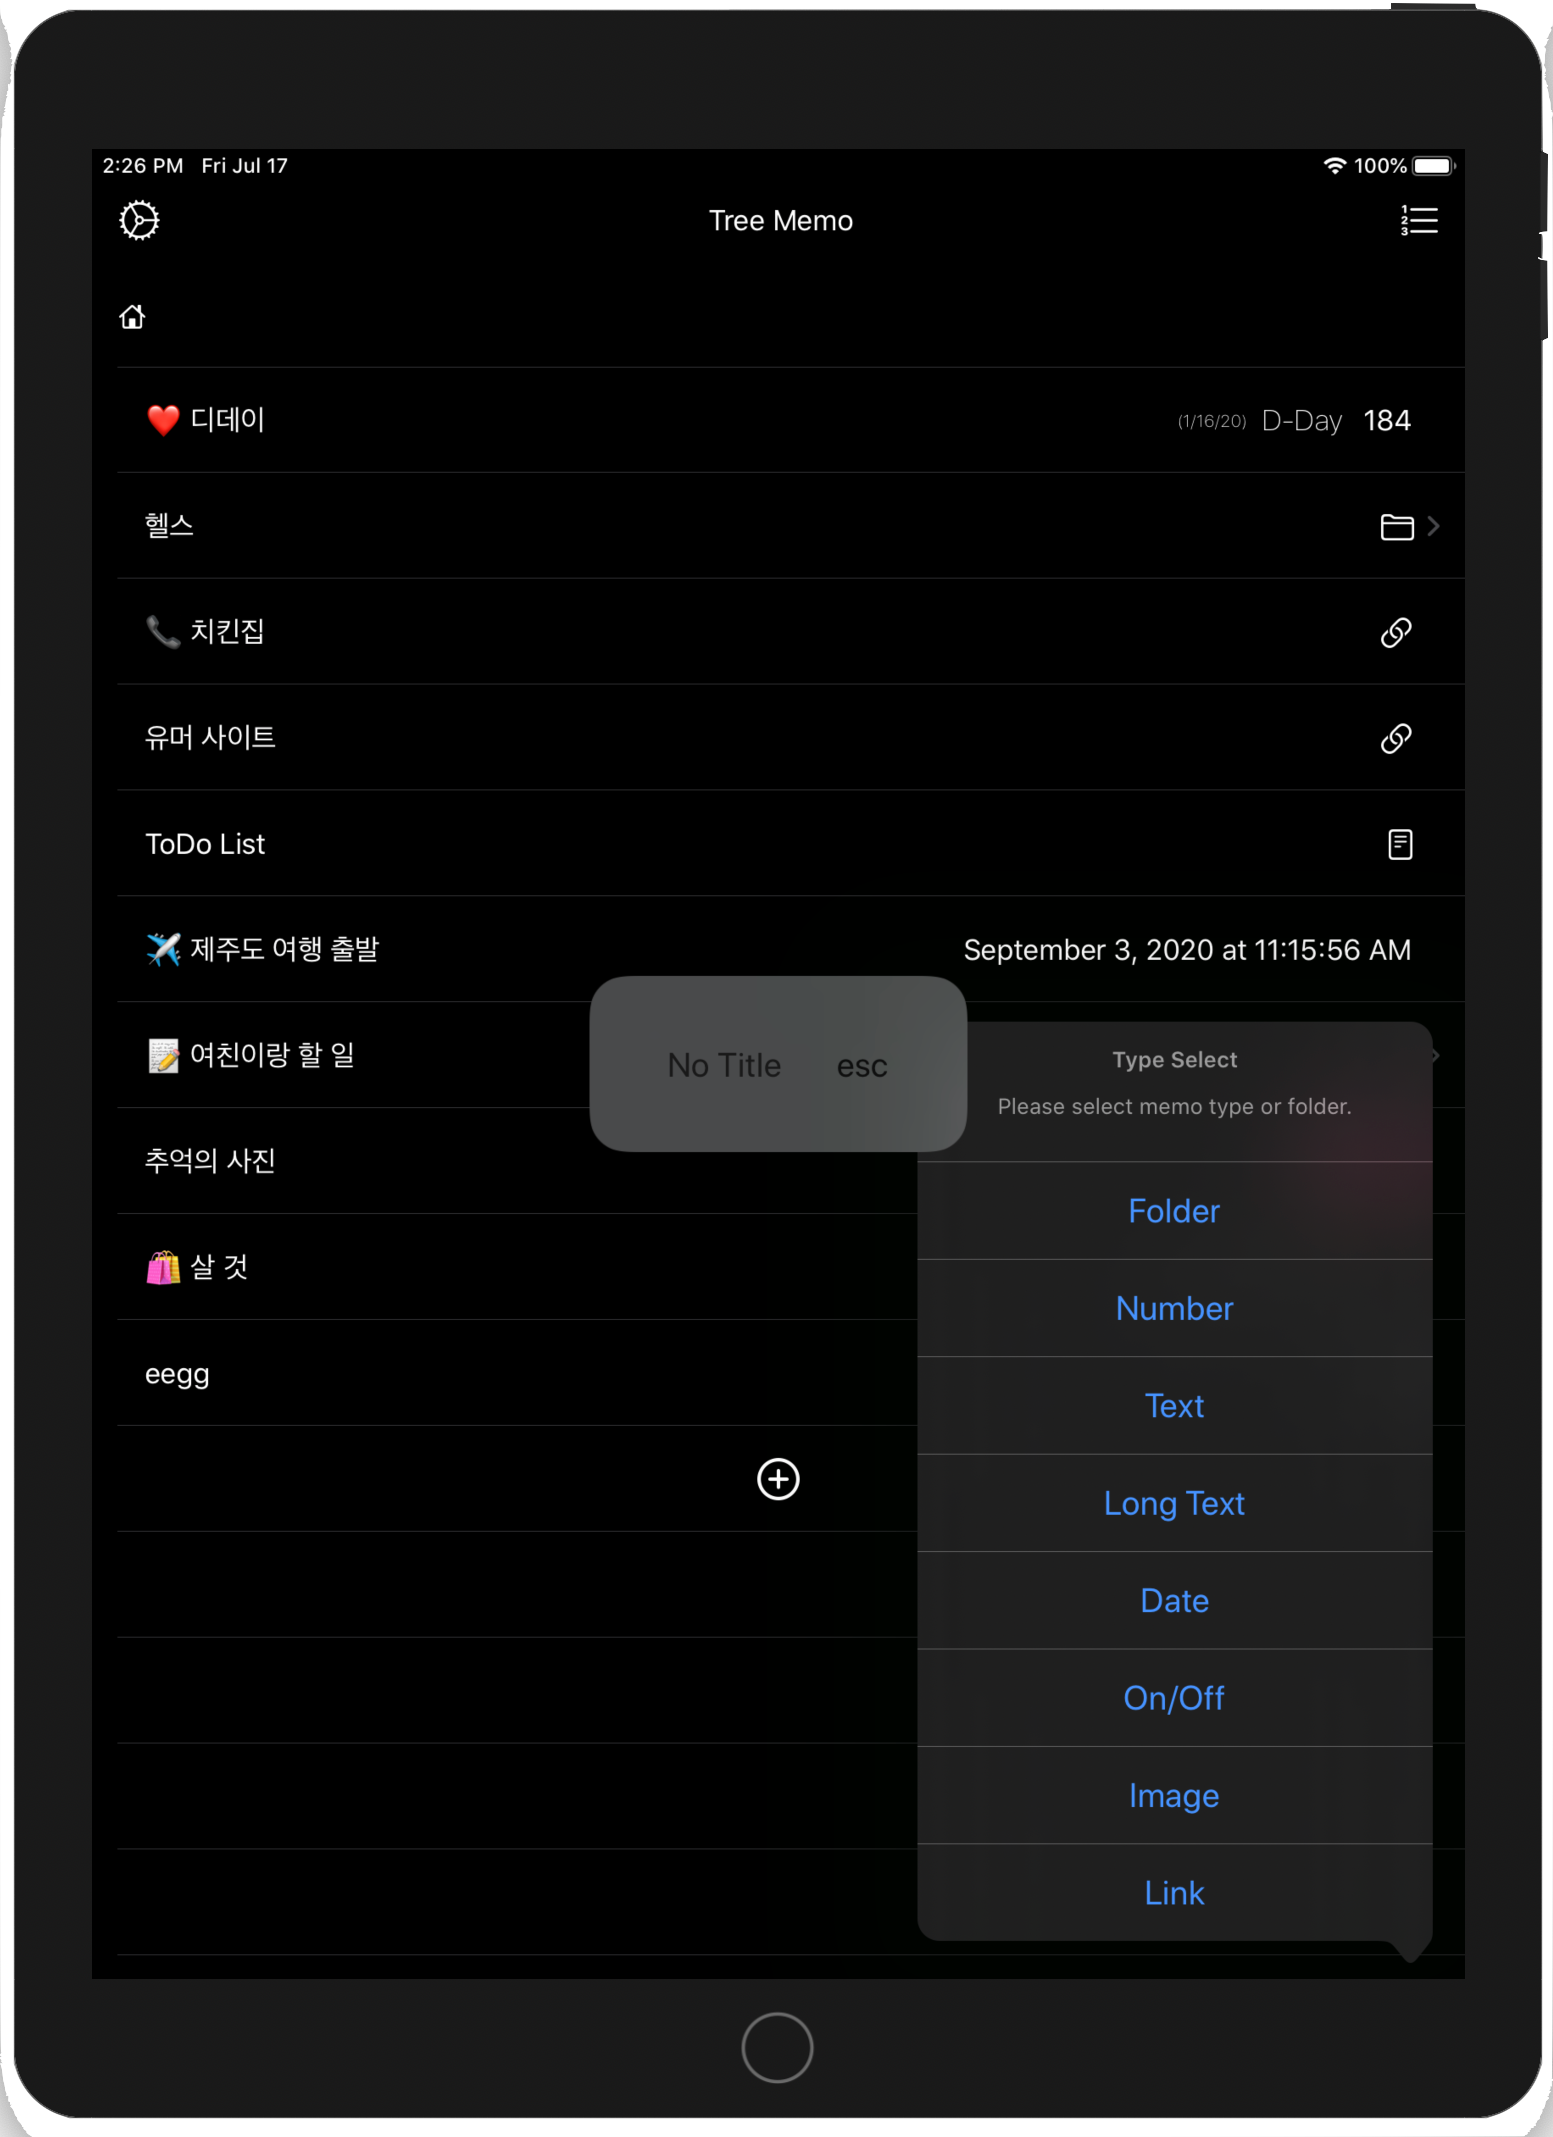 2:26 PM Fri Jul 17 100%
Tree Memo
1
2
3
❤️ 디데이 (1/16/20) D-Day 184
헬스
📞 치킨집
유머 사이트
ToDo List
✈️ 제주도 여행 출발 September 3, 2020 at 11:15:56 AM
📝 여친이랑 할 일
No Title esc
Type Select
Please select memo type or folder.
추억의 사진
🛍️ 살 것
eegg
Folder
Number
Text
Long Text
Date
On/Off
Image
Link